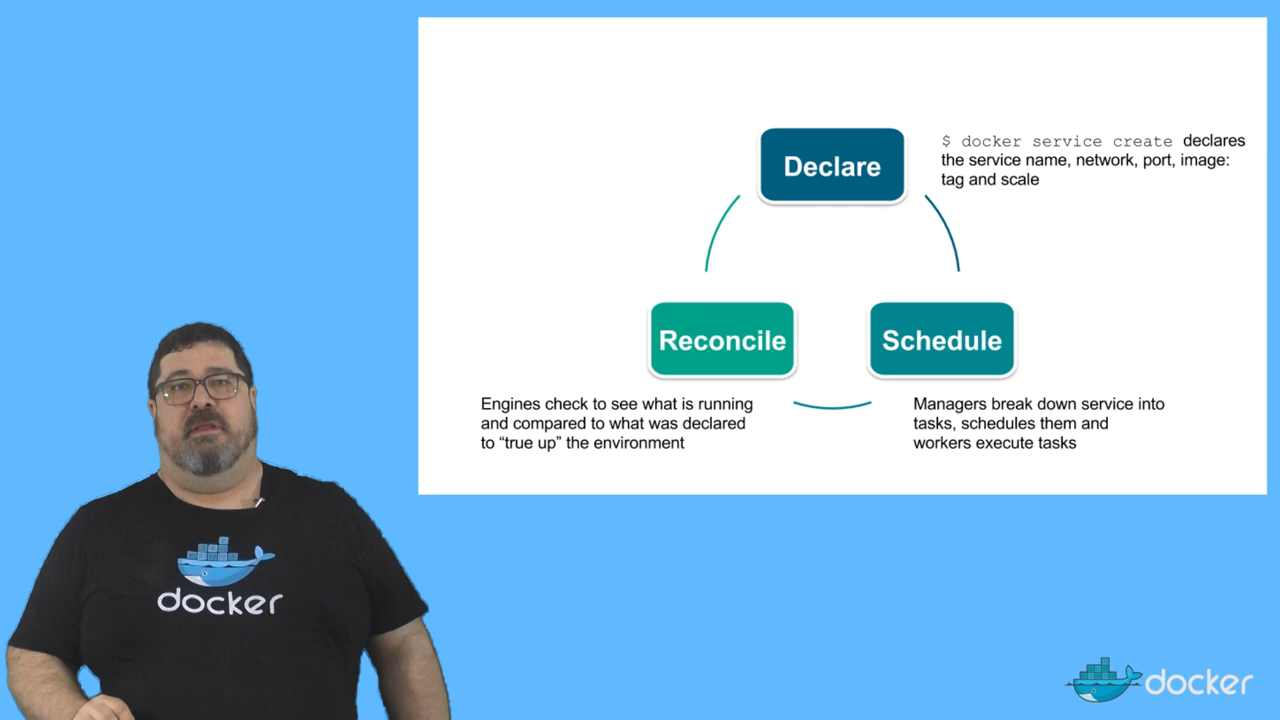 Declare
$ docker service create declares
the service name, network, port, image:
tag and scale
Reconcile
Schedule
Engines check to see what is running
and compared to what was declared
to “true up” the environment
Managers break down service into
tasks, schedules them and
workers execute tasks
docker
docker